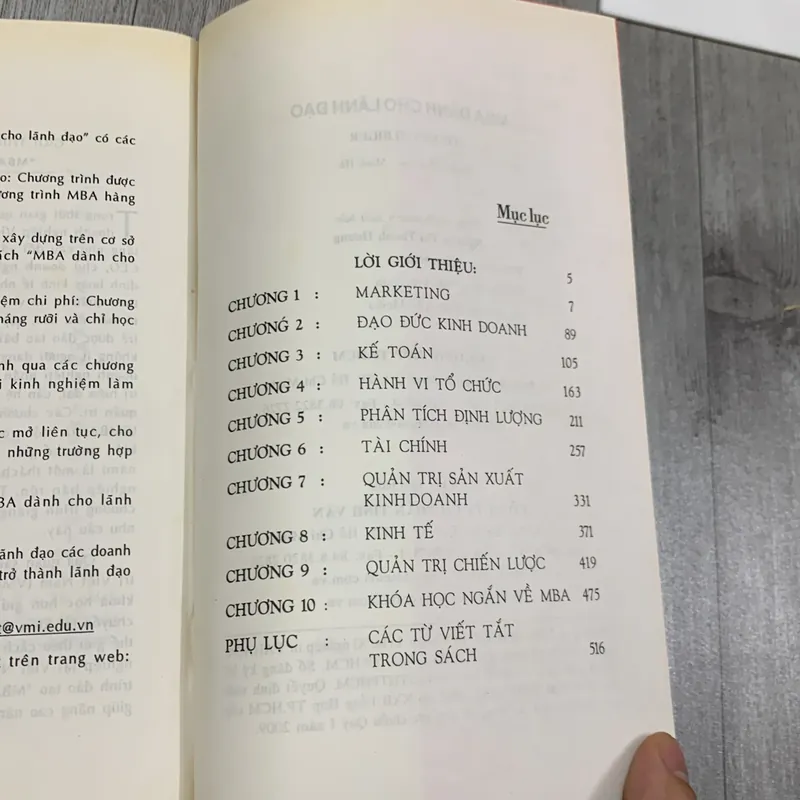 cho lãnh đạo” có các
o: Chương trình được
ơng trình MBA hàng
xây dựng trên cơ sở
ích “MBA dành cho
ệm chi phí: Chương
háng rưỡi và chỉ học
nh qua các chương
i kinh nghiệm làm
c mở liên tục, cho
những trường hợp
BA dành cho lãnh
lãnh đạo các doanh
trở thành lãnh đạo
@vmi.edu.vn
trên trang web:
Mục lục
LỜI GIỚI THIỆU: 5
CHƯƠNG 1 : MARKETING 7
CHƯƠNG 2 : ĐẠO ĐỨC KINH DOANH 89
CHƯƠNG 3 : KẾ TOÁN 105
CHƯƠNG 4 : HÀNH VI TỔ CHỨC 163
CHƯƠNG 5 : PHÂN TÍCH ĐỊNH LƯỢNG 211
CHƯƠNG 6 : TÀI CHÍNH 257
CHƯƠNG 7 : QUẢN TRỊ SẢN XUẤT
KINH DOANH 331
CHƯƠNG 8 : KINH TẾ 371
CHƯƠNG 9 : QUẢN TRỊ CHIẾN LƯỢC 419
CHƯƠNG 10 : KHÓA HỌC NGẮN VỀ MBA 475
PHỤ LỤC : CÁC TỪ VIẾT TẮT
TRONG SÁCH 516